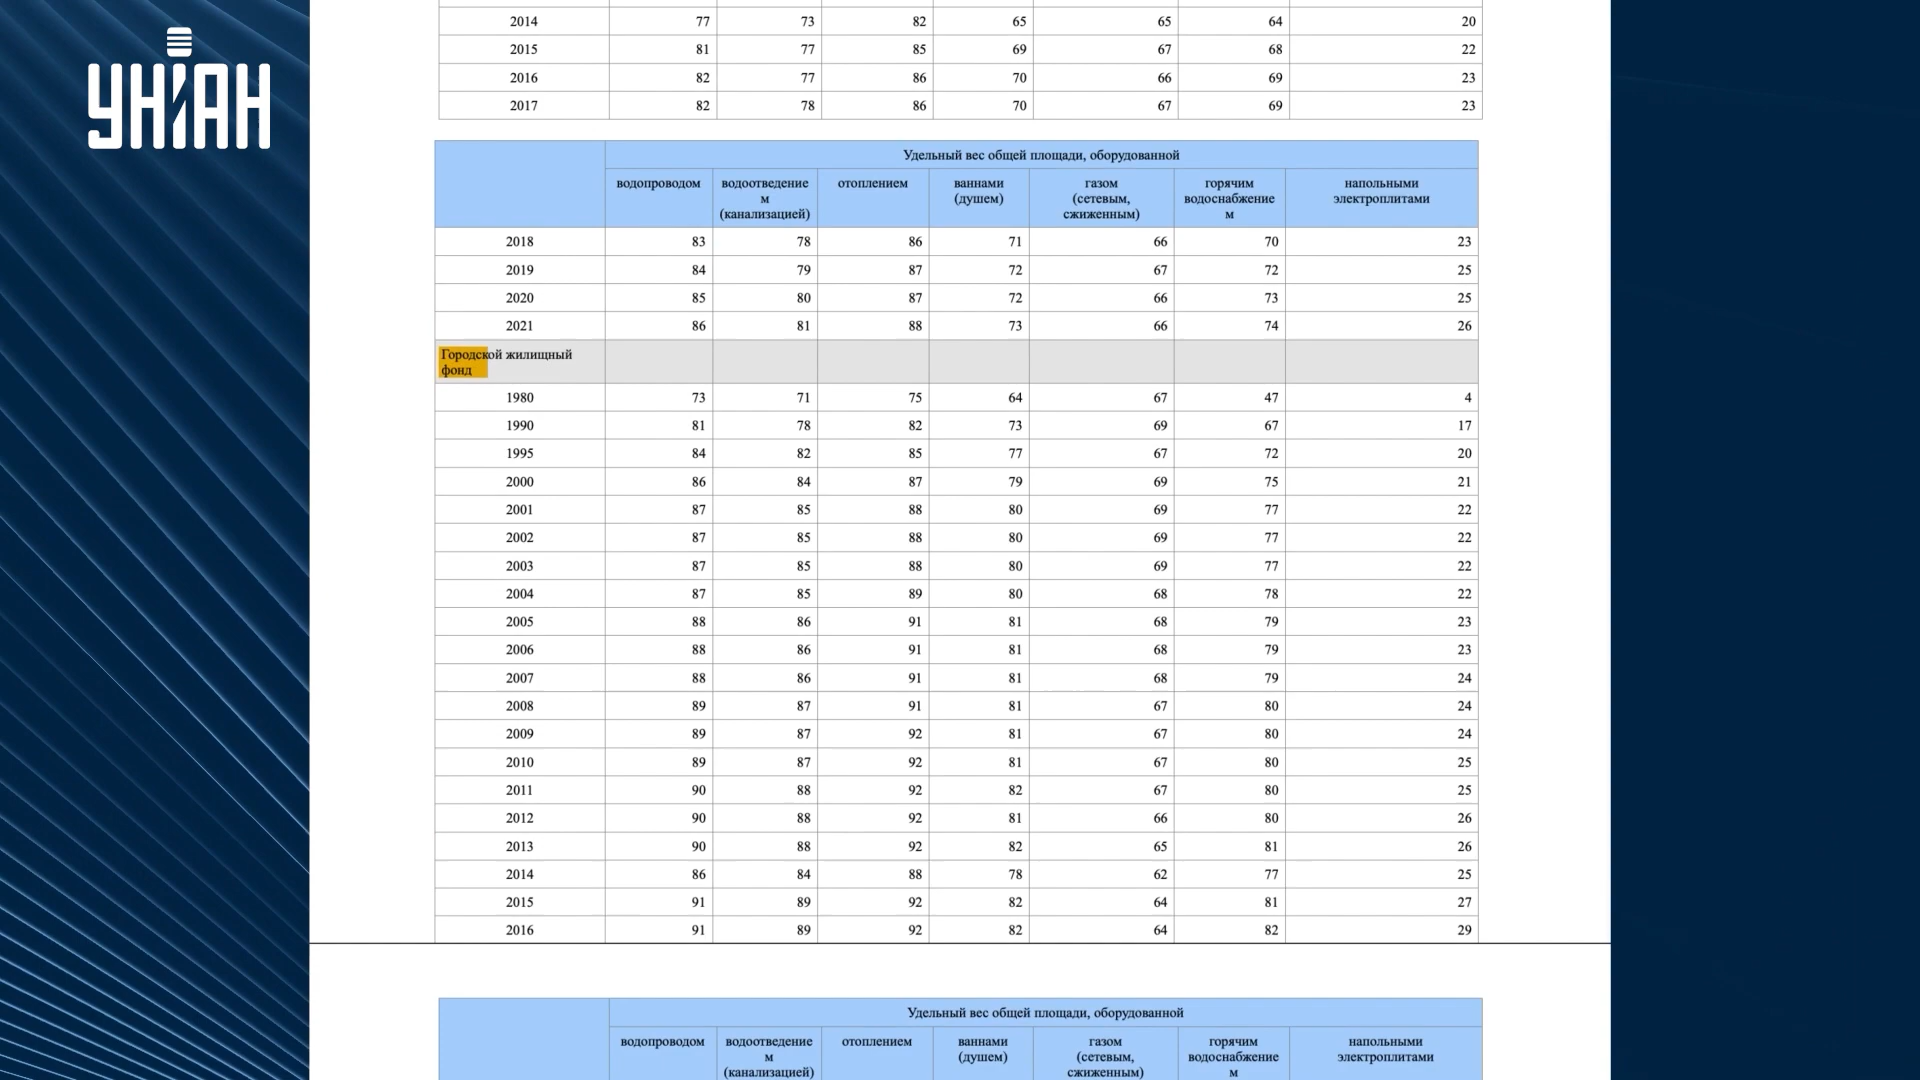 УНІАН
2014 77 73 82 65 65 64 20
2015 81 77 85 69 67 68 22
2016 82 77 86 70 66 69 23
2017 82 78 86 70 67 69 23
Удельный вес общей площади, оборудованной
водопроводом водоотведение отоплением ваннами газом горячим напольными
м (душем) (сетевым, водоснабжение электроплитами
(канализацией) сжиженным) м
2018 83 78 86 71 66 70 23
2019 84 79 87 72 67 72 25
2020 85 80 87 72 66 73 25
2021 86 81 88 73 66 74 26
Городской жилищный
фонд
1980 73 71 75 64 67 47 4
1990 81 78 82 73 69 67 17
1995 84 82 85 77 67 72 20
2000 86 84 87 79 69 75 21
2001 87 85 88 80 69 77 22
2002 87 85 88 80 69 77 22
2003 87 85 88 80 69 77 22
2004 87 85 89 80 68 78 22
2005 88 86 91 81 68 79 23
2006 88 86 91 81 68 79 23
2007 88 86 91 81 68 79 24
2008 89 87 91 81 67 80 24
2009 89 87 92 81 67 80 24
2010 89 87 92 81 67 80 25
2011 90 88 92 82 67 80 25
2012 90 88 92 81 66 80 26
2013 90 88 92 82 65 81 26
2014 86 84 88 78 62 77 25
2015 91 89 92 82 64 81 27
2016 91 89 92 82 64 82 29
Удельный вес общей площади, оборудованной
водопроводом водоотведение отоплением ваннами газом горячим напольными
м (душем) (сетевым, водоснабжение электроплитами
(канализацией) сжиженным) м